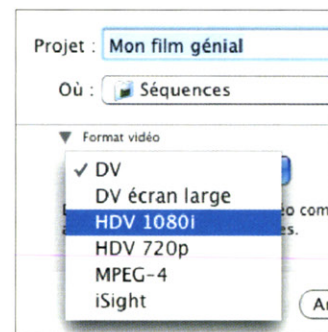 Projet : Mon film génial
Où : Séquences
Format vidéo
✓ DV
DV écran large
HDV 1080i
HDV 720p
MPEG-4
iSight